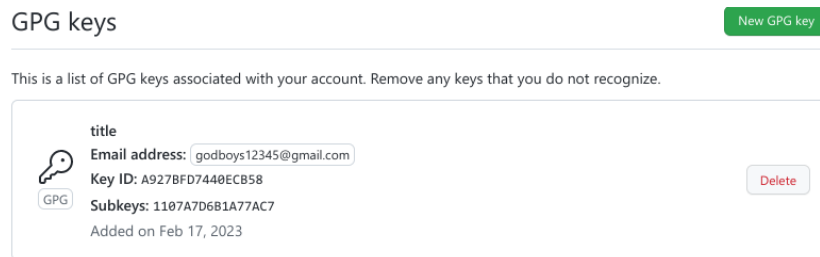 GPG keys
New GPG key
This is a list of GPG keys associated with your account. Remove any keys that you do not recognize.
title
Email address: godboys12345@gmail.com
Key ID: A927BFD7440ECB58
GPG
Subkeys: 1107A7D6B1A77AC7
Added on Feb 17, 2023
Delete